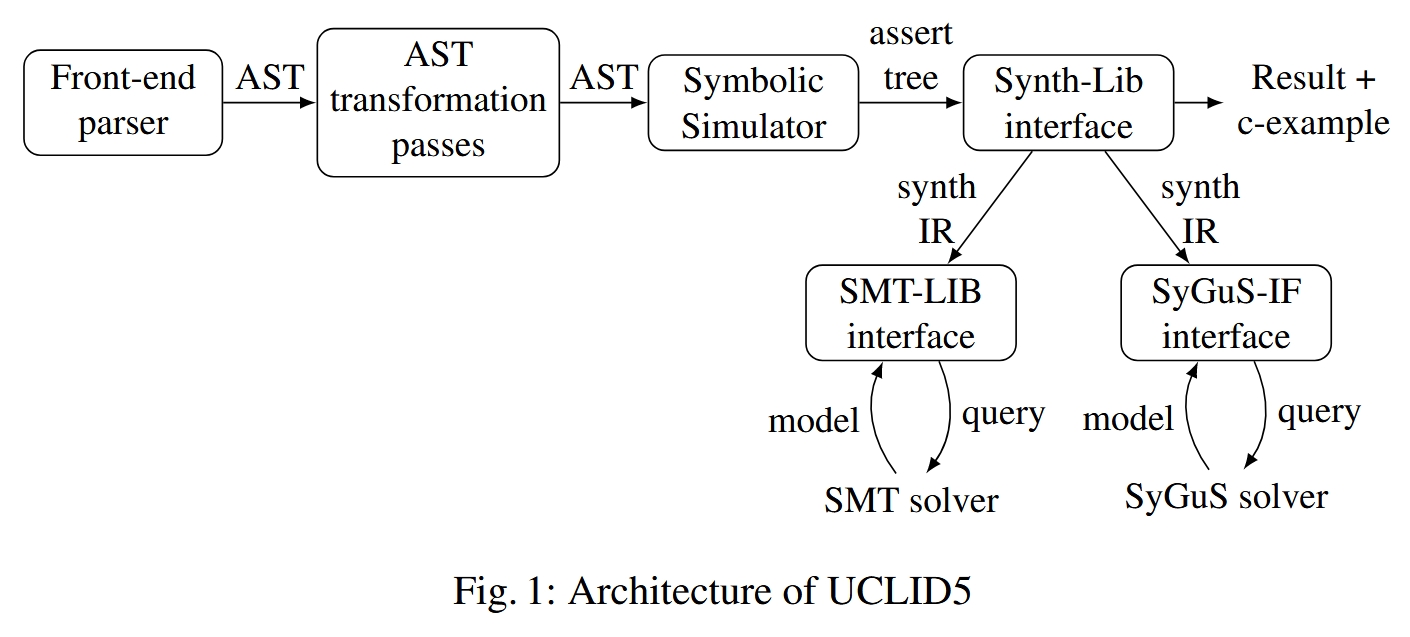 Front-end
parser
AST
AST
transformation
passes
AST
Symbolic
Simulator
assert
tree
Synth-Lib
interface
Result +
c-example
synth
IR
synth
IR
SMT-LIB
interface
SyGuS-IF
interface
model
query
model
query
SMT solver
SyGuS solver
Fig. 1: Architecture of UCLID5